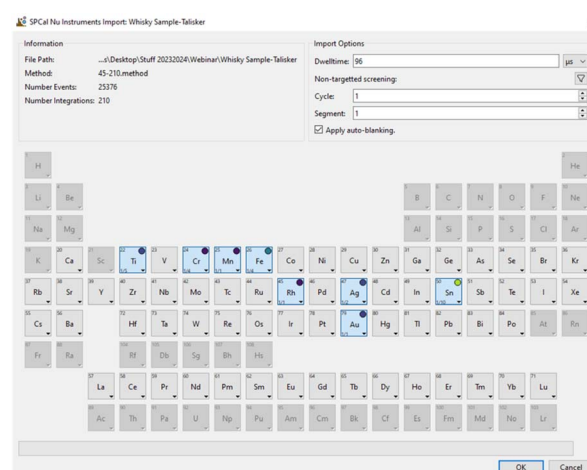 SPCal Nu Instruments Import: Whisky Sample-Talisker
Information
File Path: ...s\Desktop\Stuff 20232024\Webinar\Whisky Sample-Talisker
Method: 45-210.method
Number Events: 25376
Number Integrations: 210
Import Options
Dwelltime: 96 µs
Non-targetted screening:
Cycle: 1
Segment: 1
Apply auto-blanking.
H He
Li Be B C N O F Ne
Na Mg Al Si P S Cl Ar
K Ca Sc Ti V Cr Mn Fe Co Ni Cu Zn Ga Ge As Se Br Kr
Rb Sr Y Zr Nb Mo Tc Ru Rh Pd Ag Cd In Sn Sb Te I Xe
Cs Ba Hf Ta W Re Os Ir Pt Au Hg Tl Pb Bi Po At Rn
Fr Ra Rf Db Sg Bh Hs
La Ce Pr Nd Pm Sm Eu Gd Tb Dy Ho Er Tm Yb Lu
Ac Th Pa U Np Pu Am Cm Bk Cf Es Fm Md No Lr
OK Cancel